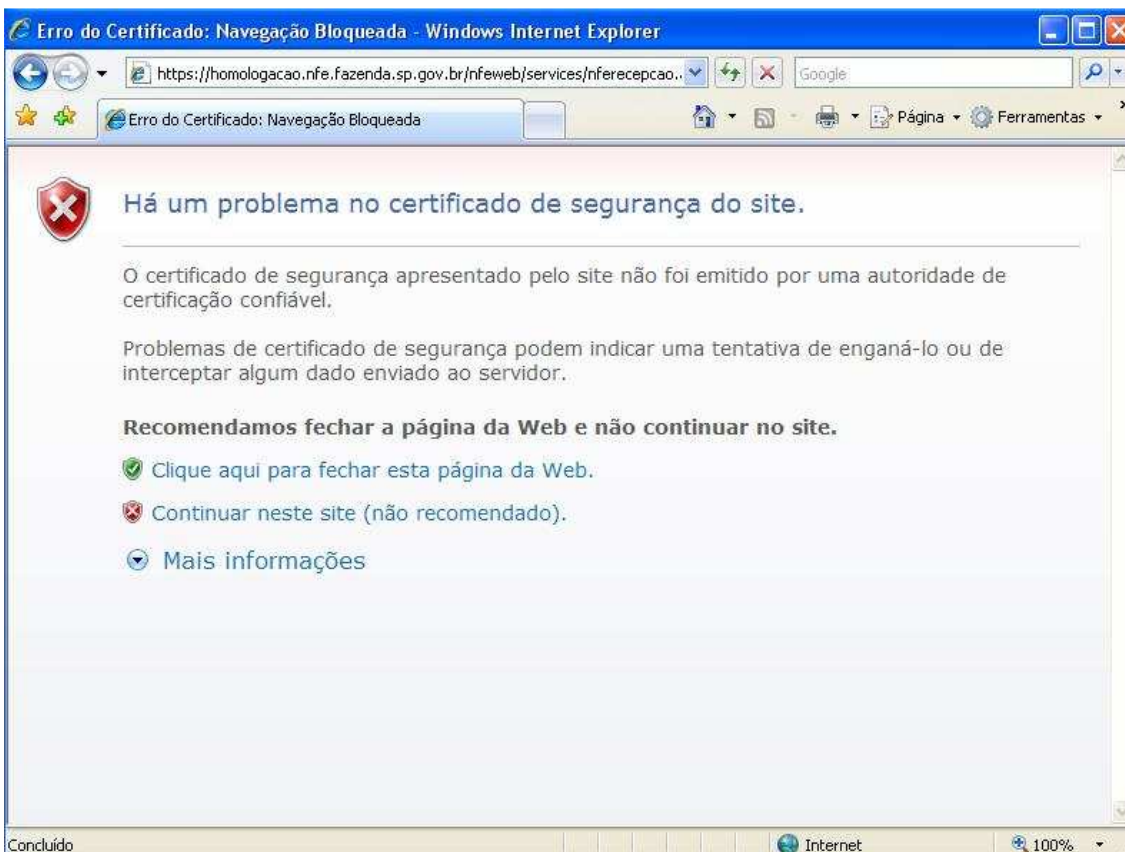 Erro do Certificado: Navegação Bloqueada - Windows Internet Explorer
https://homologacao.nfe.fazenda.sp.gov.br/nfeweb/services/nferecepcao..
Google
Erro do Certificado: Navegação Bloqueada
Página
Ferramentas
Há um problema no certificado de segurança do site.
O certificado de segurança apresentado pelo site não foi emitido por uma autoridade de
certificação confiável.
Problemas de certificado de segurança podem indicar uma tentativa de enganá-lo ou de
interceptar algum dado enviado ao servidor.
Recomendamos fechar a página da Web e não continuar no site.
Clique aqui para fechar esta página da Web.
Continuar neste site (não recomendado).
Mais informações
Concluído
Internet
100%